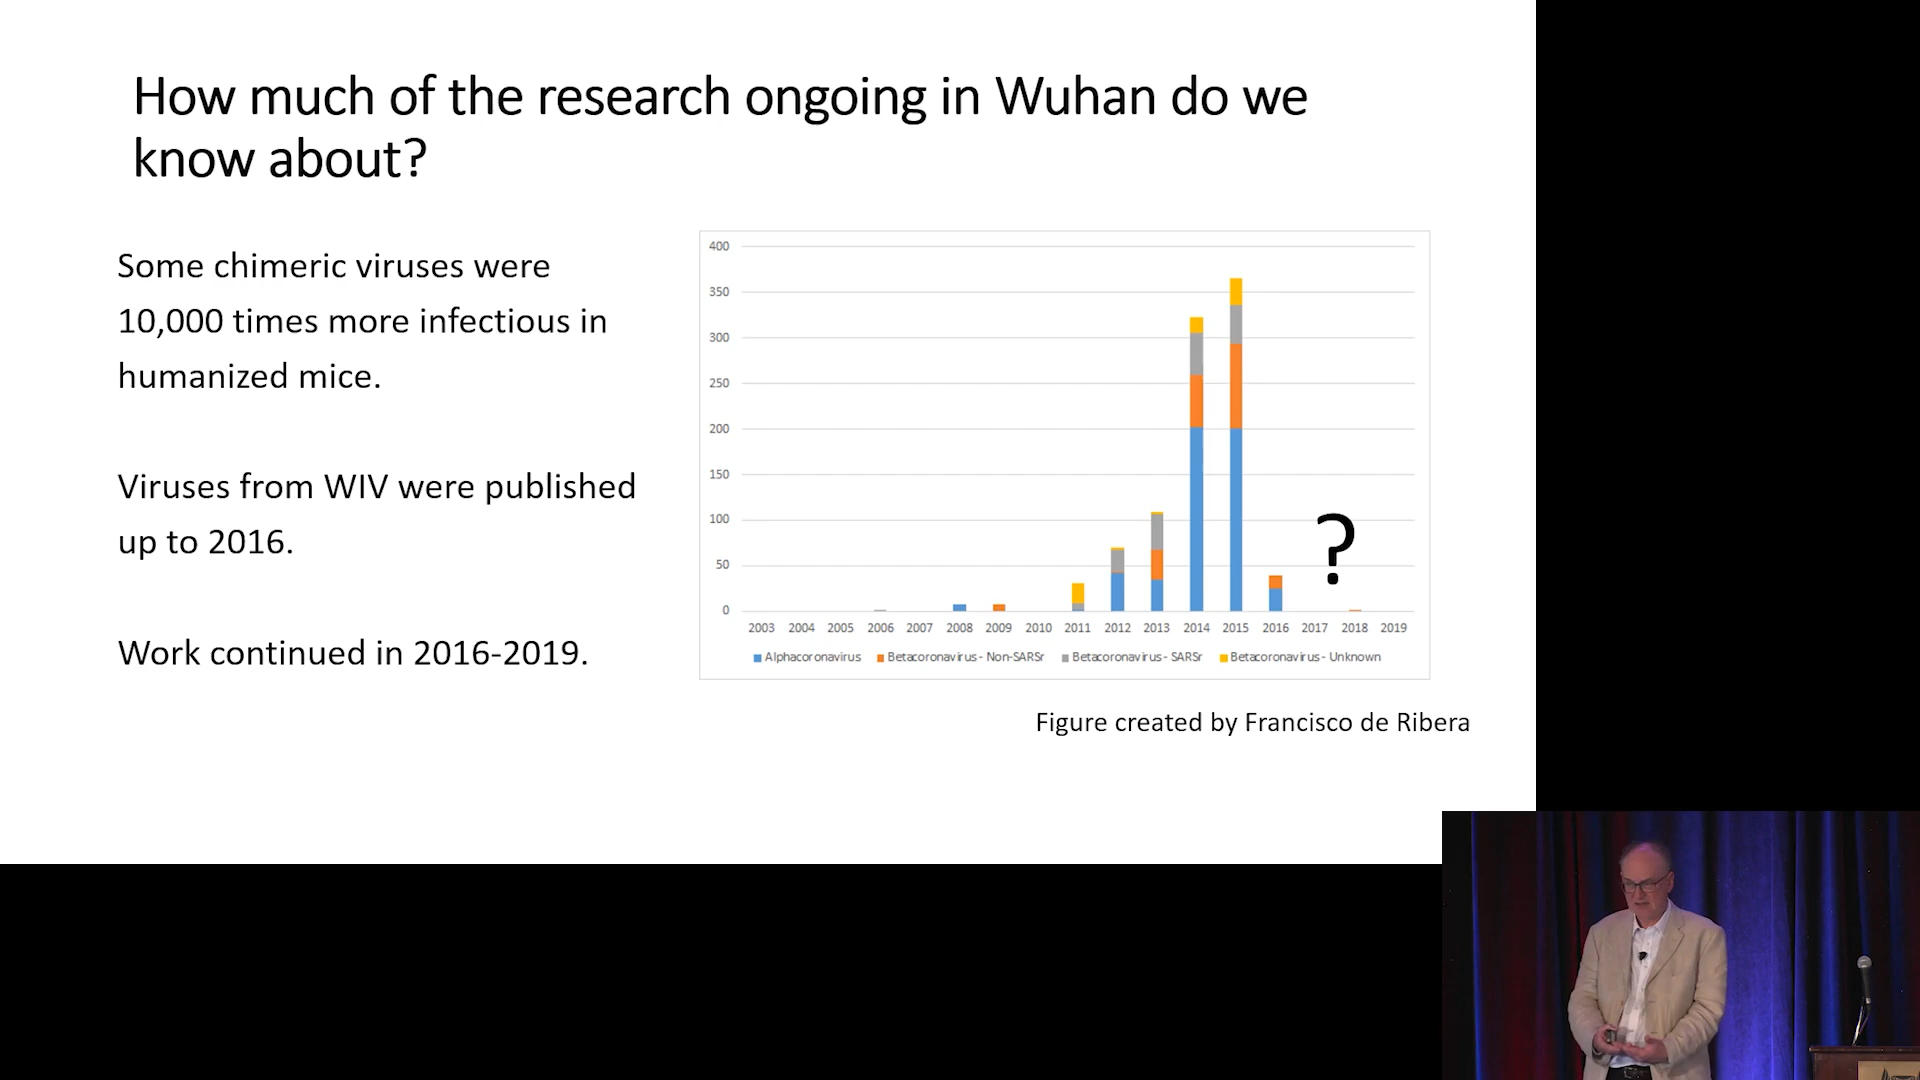 How much of the research ongoing in Wuhan do we
know about?
Some chimeric viruses were
10,000 times more infectious in
humanized mice.
Viruses from WIV were published
up to 2016.
Work continued in 2016-2019.
400
350
300
250
200
150
100
50
0
?
2003 2004 2005 2006 2007 2008 2009 2010 2011 2012 2013 2014 2015 2016 2017 2018 2019
Alphacoronavirus Betacoronavirus - Non-SARSr Betacoronavirus - SARSr Betacoronavirus - Unknown
Figure created by Francisco de Ribera